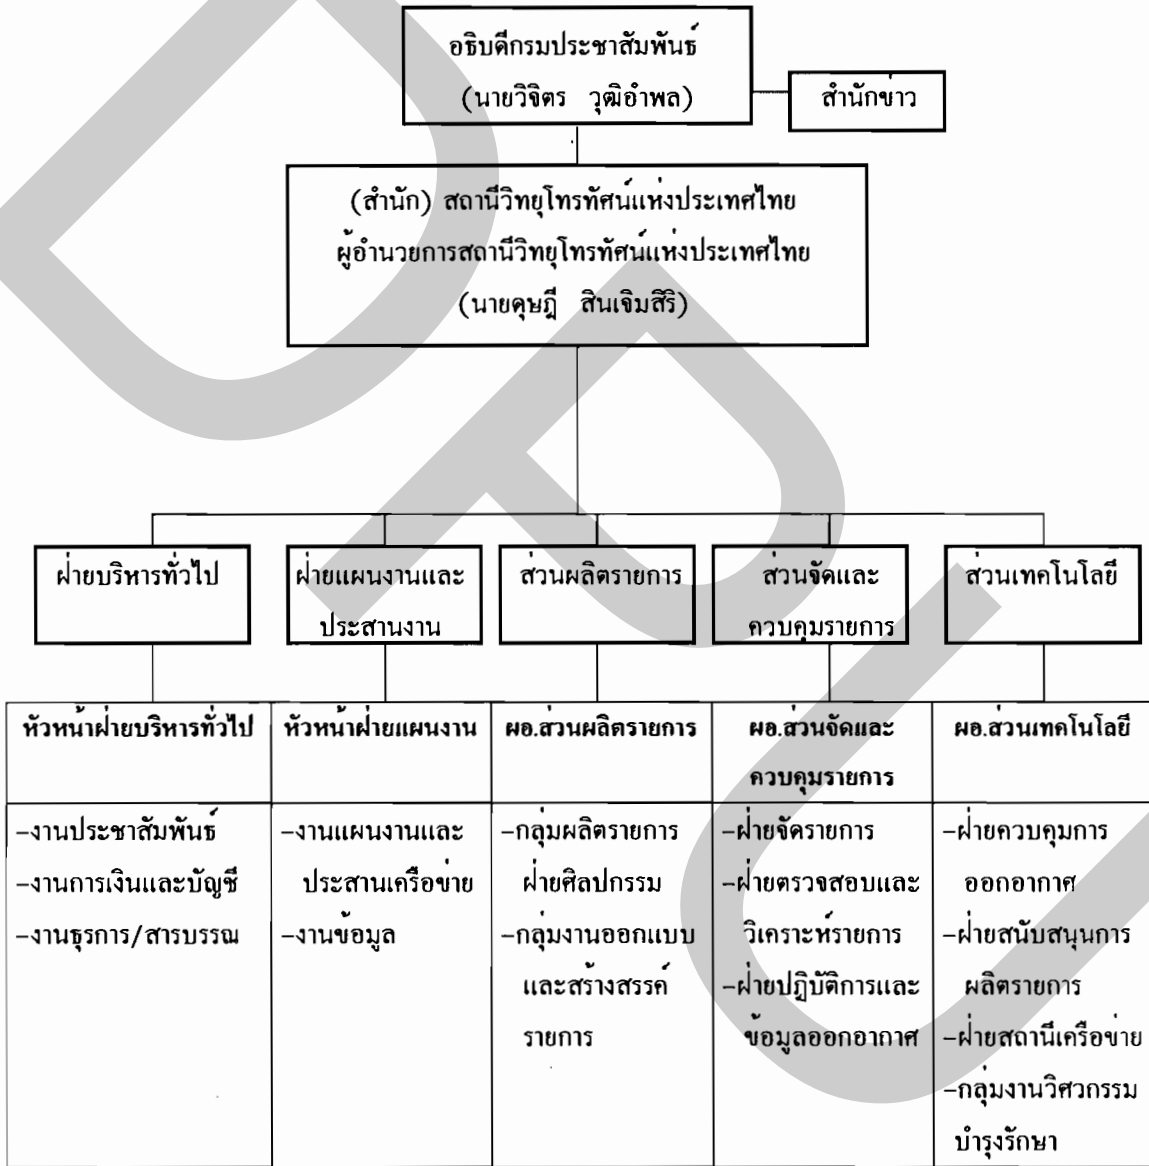 อธิบดีกรมประชาสัมพันธ์
(นายวิจิตร วุฒิอำพล)
สำนักข่าว
(สำนัก) สถานีวิทยุโทรทัศน์แห่งประเทศไทย
ผู้อำนวยการสถานีวิทยุโทรทัศน์แห่งประเทศไทย
(นายดุษฎี สินเจิมสิริ)
ฝ่ายบริหารทั่วไป
ฝ่ายแผนงานและ
ประสานงาน
ส่วนผลิตรายการ
ส่วนจัดและ
ควบคุมรายการ
ส่วนเทคโนโลยี
หัวหน้าฝ่ายบริหารทั่วไป
หัวหน้าฝ่ายแผนงาน
ผอ.ส่วนผลิตรายการ
ผอ.ส่วนจัดและ
ควบคุมรายการ
ผอ.ส่วนเทคโนโลยี
-งานประชาสัมพันธ์
-งานการเงินและบัญชี
-งานธุรการ/สารบรรณ
-งานแผนงานและ
ประสานเครือข่าย
-งานข้อมูล
-กลุ่มผลิตรายการ
ฝ่ายศิลปกรรม
-กลุ่มงานออกแบบ
และสร้างสรรค์
รายการ
-ฝ่ายจัดรายการ
-ฝ่ายตรวจสอบและ
วิเคราะห์รายการ
-ฝ่ายปฏิบัติการและ
ข้อมูลออกอากาศ
-ฝ่ายควบคุมการ
ออกอากาศ
-ฝ่ายสนับสนุนการ
ผลิตรายการ
-ฝ่ายสถานีเครือข่าย
-กลุ่มงานวิศวกรรม
บำรุงรักษา
DPU